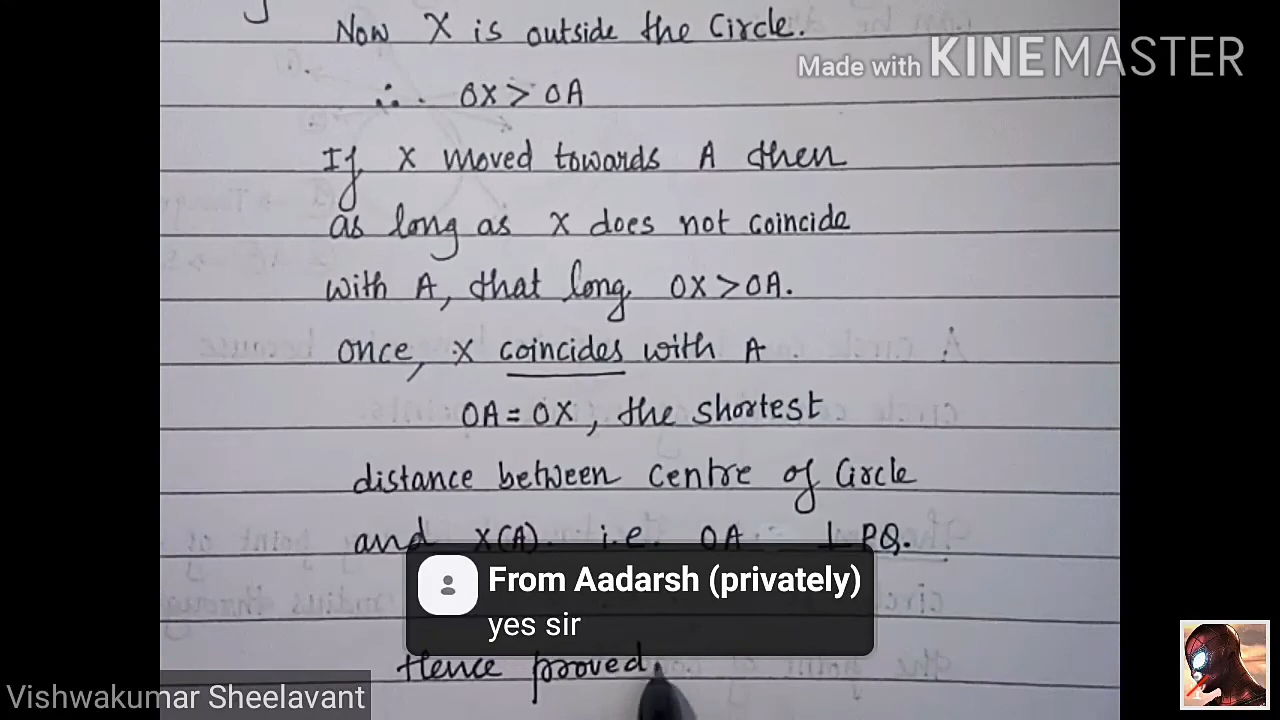 Now X is outside the Circle.
Made with KINEMASTER
∴ OX > OA
If X moved towards A then
as long as X does not coincide
with A, that long OX > OA.
once, X coincides with A
OA = OX, the shortest
distance between centre of Circle
and X(A). i.e. OA ⊥ PQ.
From Aadarsh (privately)
yes sir
Hence proved
Vishwakumar Sheelavant